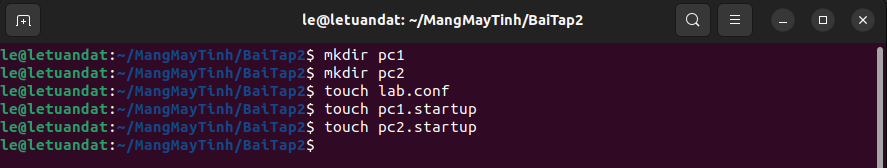 le@letuandat: ~/MangMayTinh/BaiTap2
le@letuandat:~/MangMayTinh/BaiTap2$ mkdir pc1
le@letuandat:~/MangMayTinh/BaiTap2$ mkdir pc2
le@letuandat:~/MangMayTinh/BaiTap2$ touch lab.conf
le@letuandat:~/MangMayTinh/BaiTap2$ touch pc1.startup
le@letuandat:~/MangMayTinh/BaiTap2$ touch pc2.startup
le@letuandat:~/MangMayTinh/BaiTap2$